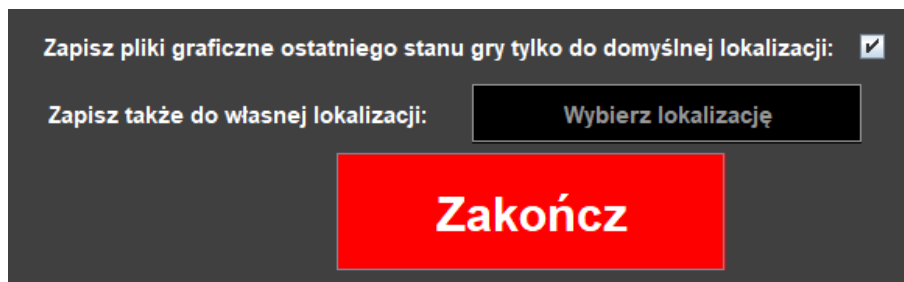 Zapisz pliki graficzne ostatniego stanu gry tylko do domyślnej lokalizacji:
Zapisz także do własnej lokalizacji: Wybierz lokalizację
Zakończ